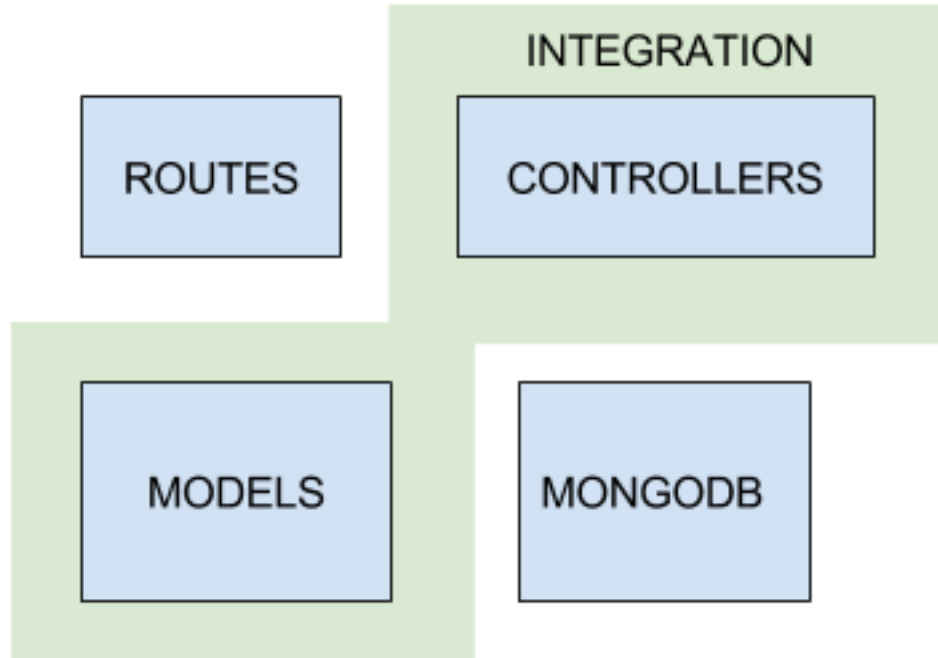 INTEGRATION
ROUTES
CONTROLLERS
MODELS
MONGODB